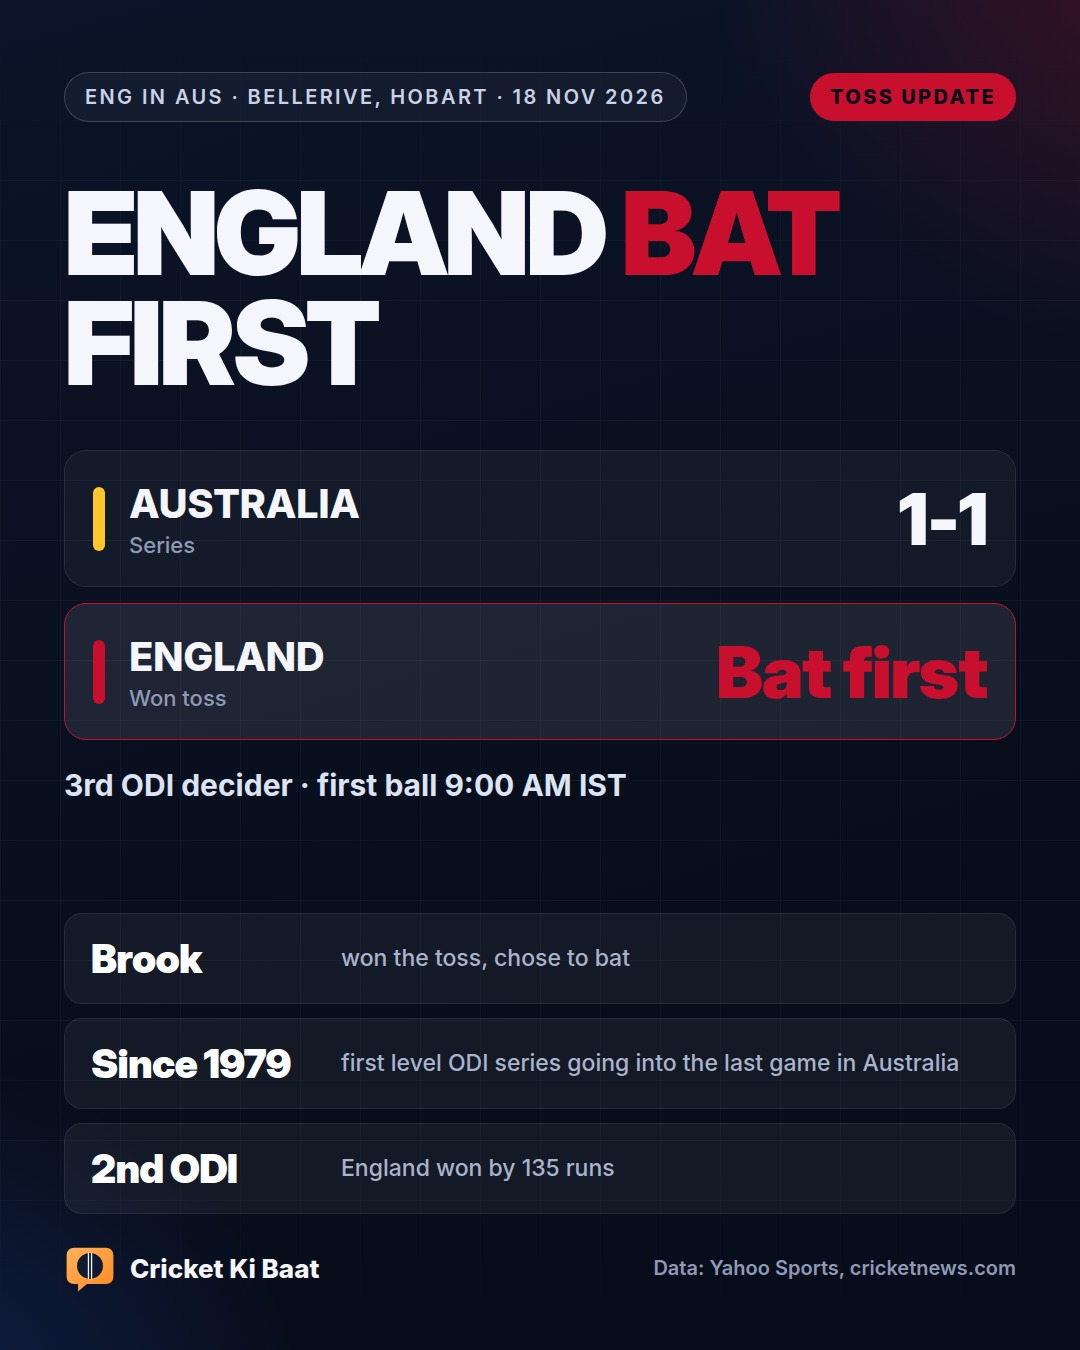 ENG IN AUS · BELLERIVE, HOBART · 18 NOV 2026
TOSS UPDATE
ENGLAND BAT
FIRST
AUSTRALIA
Series
1-1
ENGLAND
Won toss
Bat first
3rd ODI decider · first ball 9:00 AM IST
Brook
won the toss, chose to bat
Since 1979
first level ODI series going into the last game in Australia
2nd ODI
England won by 135 runs
Cricket Ki Baat
Data: Yahoo Sports, cricketnews.com